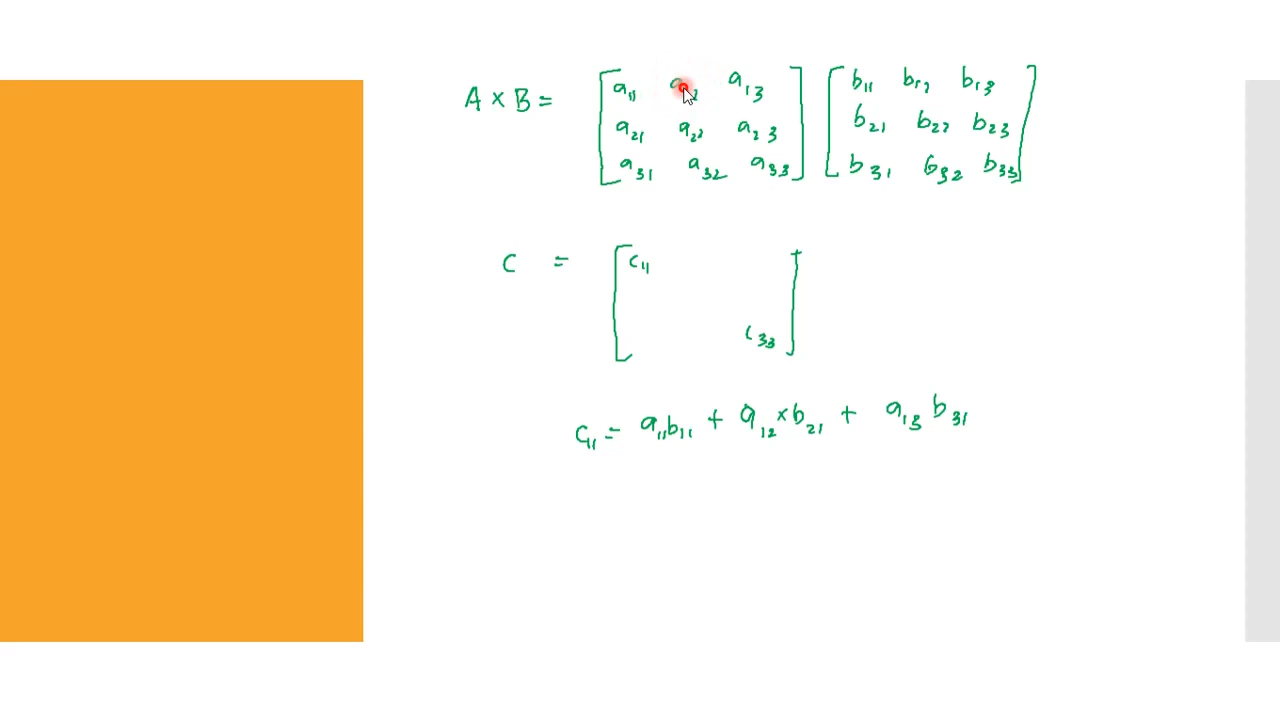 A × B = [ a11 a12 a13 ] [ b11 b12 b13 ]
a21 a22 a23 b21 b22 b23
a31 a32 a33 b31 b32 b33
C = [ c11
c33 ]
C11 = a11b11 + a12 × b21 + a13 b31